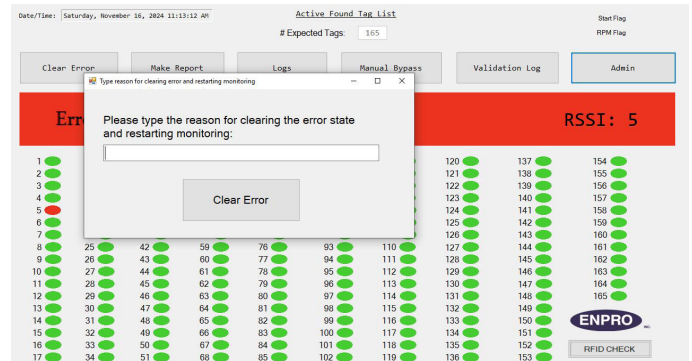 Active Found Tag List
Date/Time: Saturday, November 16, 2024 11:13:12 AM
Start Flag
# Expected Tags: 165
RPM Flag
Clear Error Make Report Logs Manual Bypass Validation Log Admin
Type reason for clearing error and restarting monitoring
Err
RSSI: 5
Please type the reason for clearing the error state
and restarting monitoring:
Clear Error
1 120 137 154
2 121 138 155
3 122 139 156
4 123 140 157
5 124 141 158
6 125 142 159
7 126 143 160
8 25 42 59 76 93 110 127 144 161
9 26 43 60 77 94 111 128 145 162
10 27 44 61 78 95 112 129 146 163
11 28 45 62 79 96 113 130 147 164
12 29 46 63 80 97 114 131 148 165
13 30 47 64 81 98 115 132 149
14 31 48 65 82 99 116 133 150
15 32 49 66 83 100 117 134 151
16 33 50 67 84 101 118 135 152
17 34 51 68 85 102 119 136 153
ENPRO INC.
RFID CHECK